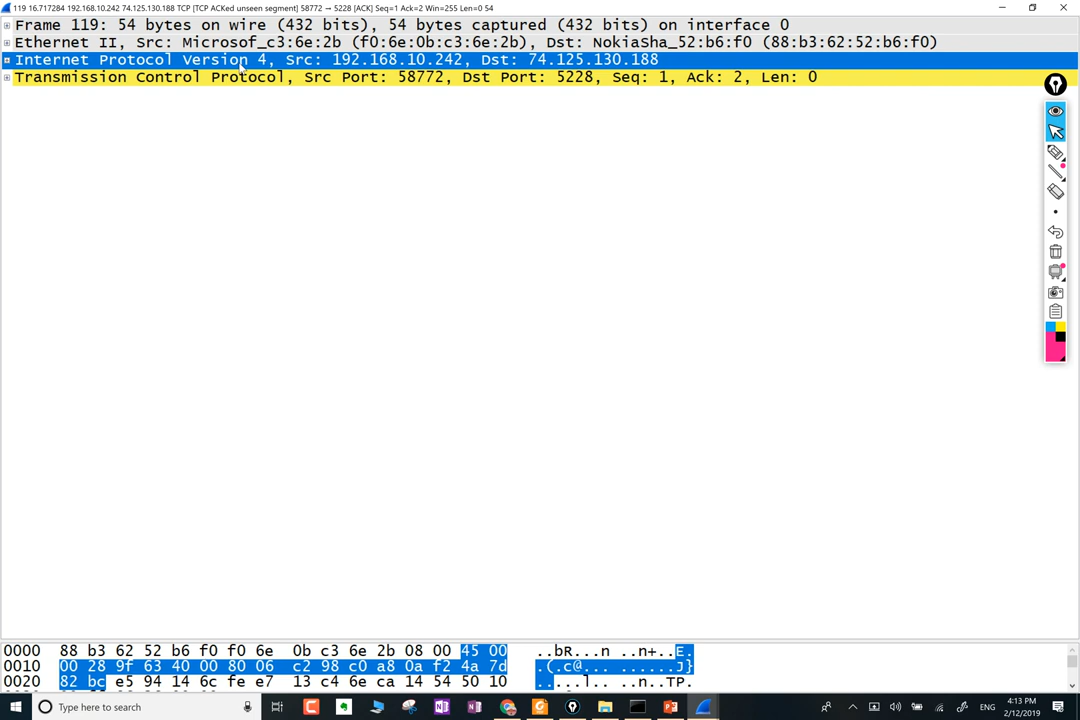 119 16.717284 192.168.10.242 74.125.130.188 TCP [TCP ACKed unseen segment] 58772 → 5228 [ACK] Seq=1 Ack=2 Win=255 Len=0 54
Frame 119: 54 bytes on wire (432 bits), 54 bytes captured (432 bits) on interface 0
Ethernet II, Src: Microsof_c3:6e:2b (f0:6e:0b:c3:6e:2b), Dst: NokiaSha_52:b6:f0 (88:b3:62:52:b6:f0)
Internet Protocol Version 4, Src: 192.168.10.242, Dst: 74.125.130.188
Transmission Control Protocol, Src Port: 58772, Dst Port: 5228, Seq: 1, Ack: 2, Len: 0
0000 88 b3 62 52 b6 f0 f0 6e 0b c3 6e 2b 08 00 45 00 ..bR...n ..n+..E.
0010 00 28 9f 63 40 00 80 06 c2 98 c0 a8 0a f2 4a 7d .(.c@... ......J}
0020 82 bc e5 94 14 6c fe e7 13 c4 6e ca 14 54 50 10 .....l.. ..n..TP.
Type here to search
ENG
4:13 PM
2/12/2019